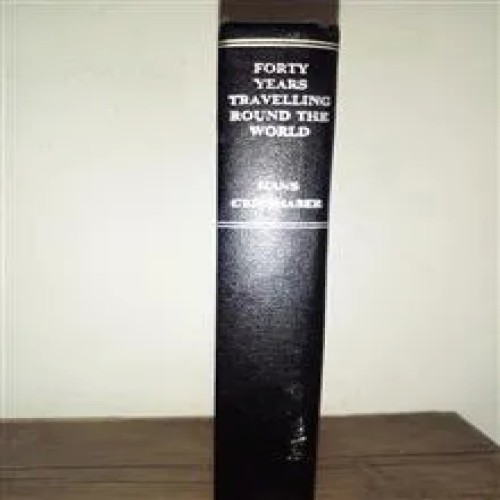 FORTY
YEARS
TRAVELLING
ROUND THE
WORLD
HANS